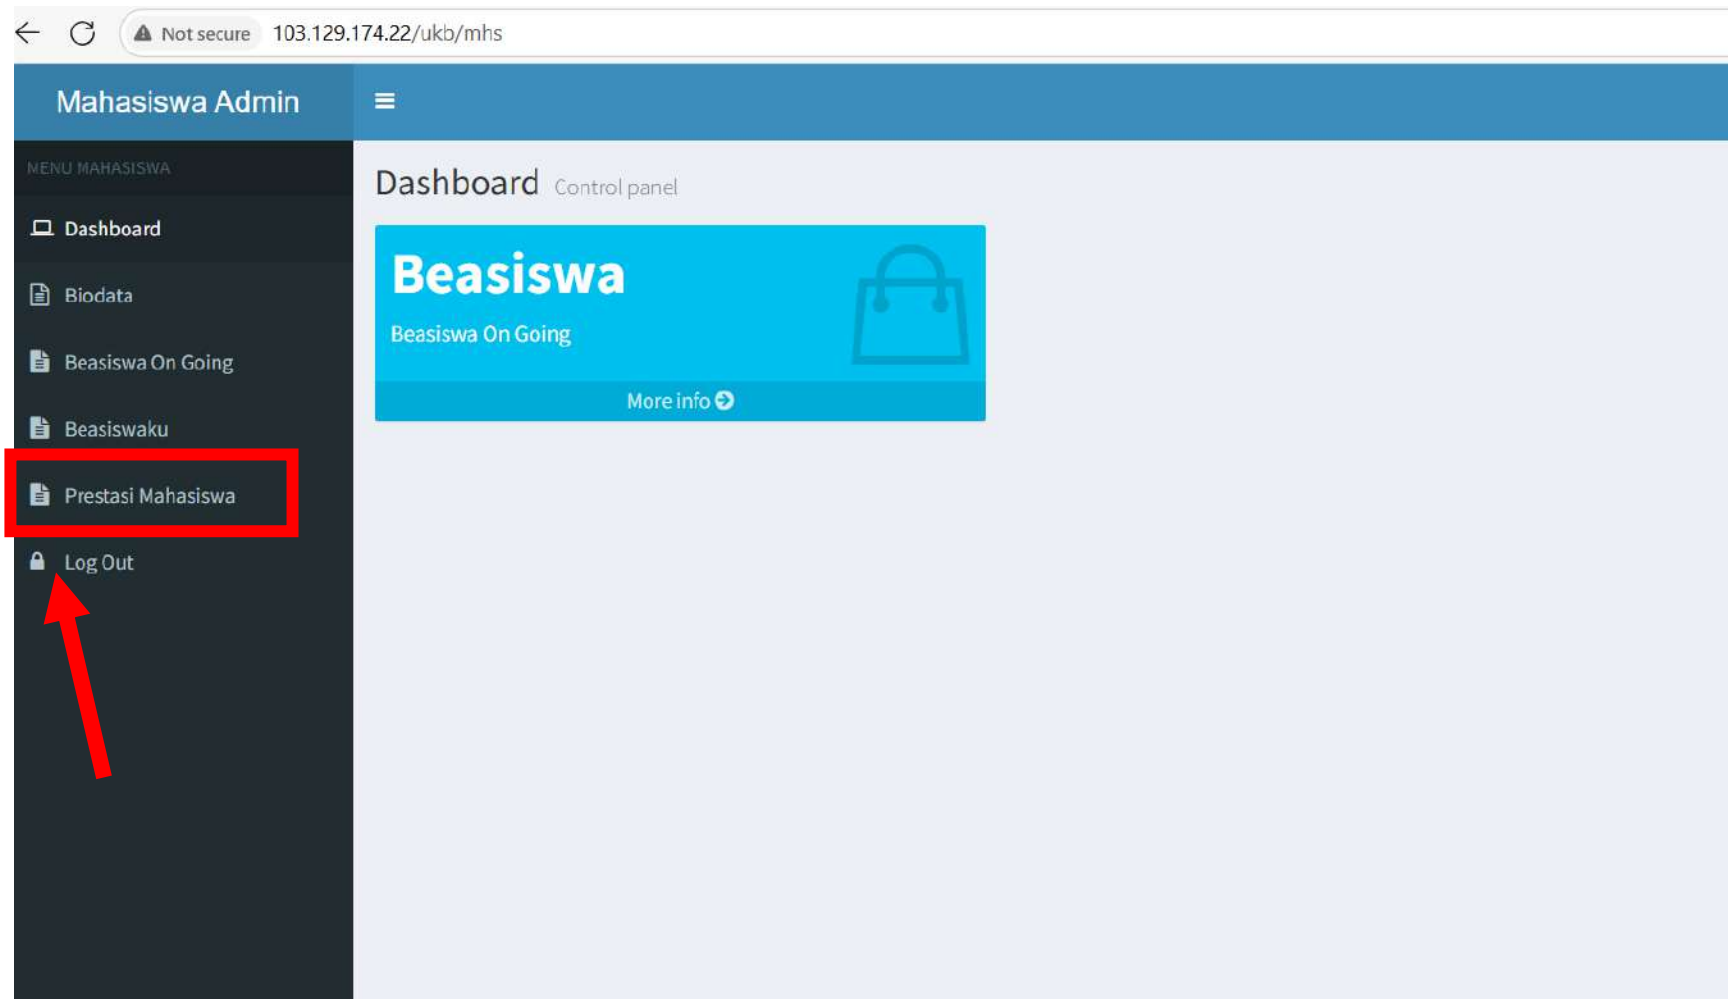 Not secure 103.129.174.22/ukb/mhs
Mahasiswa Admin
MENU MAHASISWA
Dashboard
Biodata
Beasiswa On Going
Beasiswaku
Prestasi Mahasiswa
Log Out
Dashboard Control panel
Beasiswa
Beasiswa On Going
More info